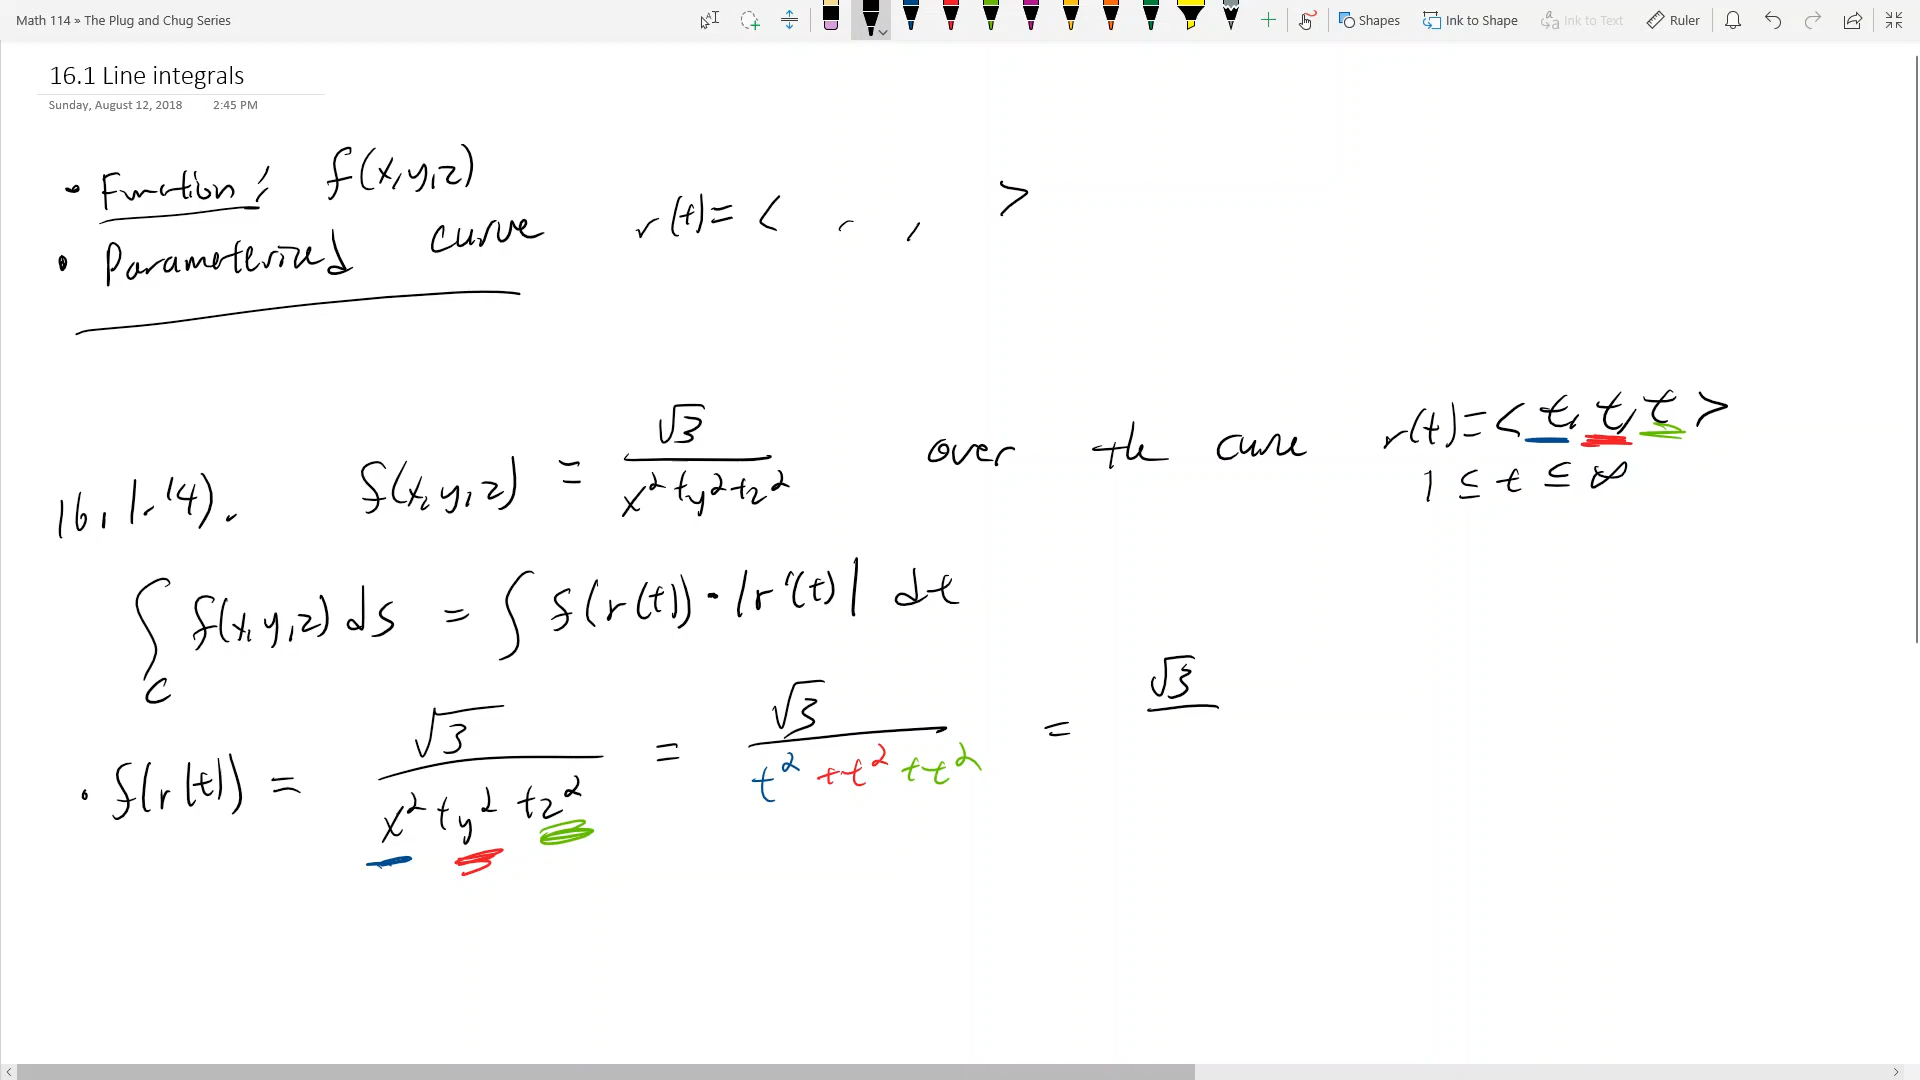 Math 114 » The Plug and Chug Series
Shapes
Ink to Shape
Ink to Text
Ruler
16.1 Line integrals
Sunday, August 12, 2018 2:45 PM
• Function: f(x,y,z)
• Parameterized curve r(t)= < , , >
16.1.14). f(x,y,z) = √3 / (x²+y²+z²) over the curve r(t)=< t, t, t >
1 ≤ t ≤ ∞
∫_C f(x,y,z) ds = ∫ f(r(t)) · |r'(t)| dt
• f(r(t)) = √3 / (x²+y²+z²) = √3 / (t²+t²+t²) = √3